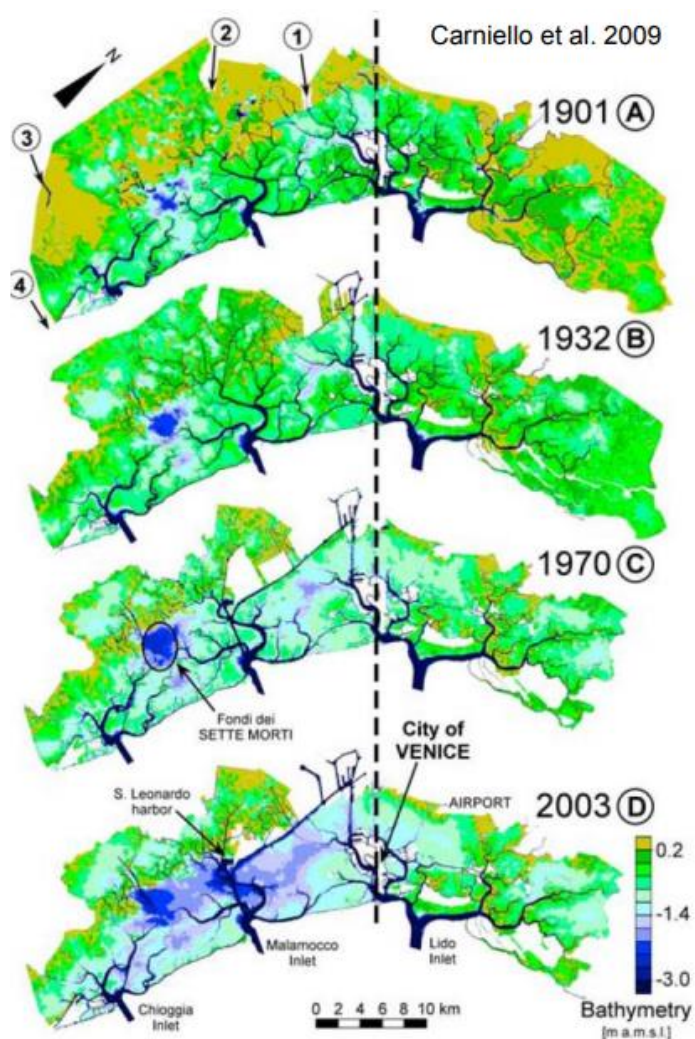 Carniello et al. 2009
N
2
1
3
4
1901 A
1932 B
1970 C
Fondi dei
SETTE MORTI
City of
VENICE
S. Leonardo
harbor
AIRPORT
2003 D
0.2
-1.4
-3.0
Malamocco
Inlet
Lido
Inlet
Chioggia
Inlet
0 2 4 6 8 10 km
Bathymetry
[m a.m.s.l.]